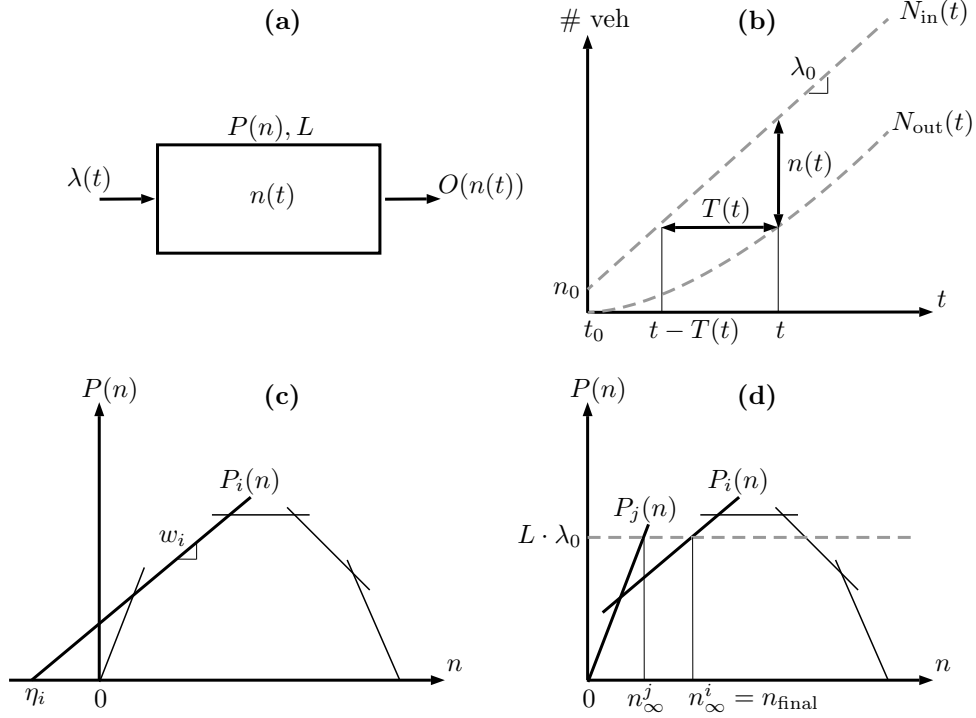 (a)
P(n), L
λ(t)
n(t)
O(n(t))
(b)
# veh
N_in(t)
λ_0
N_out(t)
n(t)
T(t)
n_0
t_0
t − T(t)
t
t
(c)
P(n)
P_i(n)
w_i
η_i
0
n
(d)
P(n)
P_j(n)
P_i(n)
L · λ_0
0
n_∞^j
n_∞^i = n_final
n